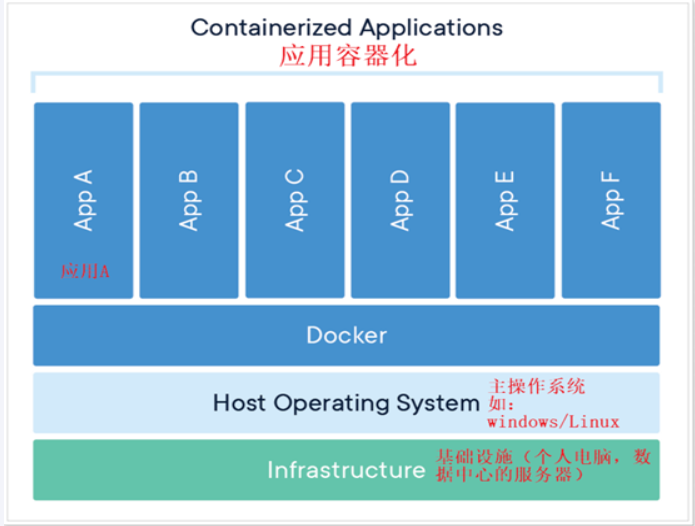 Containerized Applications
应用容器化
App A
App B
App C
App D
App E
App F
应用A
Docker
Host Operating System
主操作系统
如：
windows/Linux
Infrastructure
基础设施（个人电脑，数
据中心的服务器）